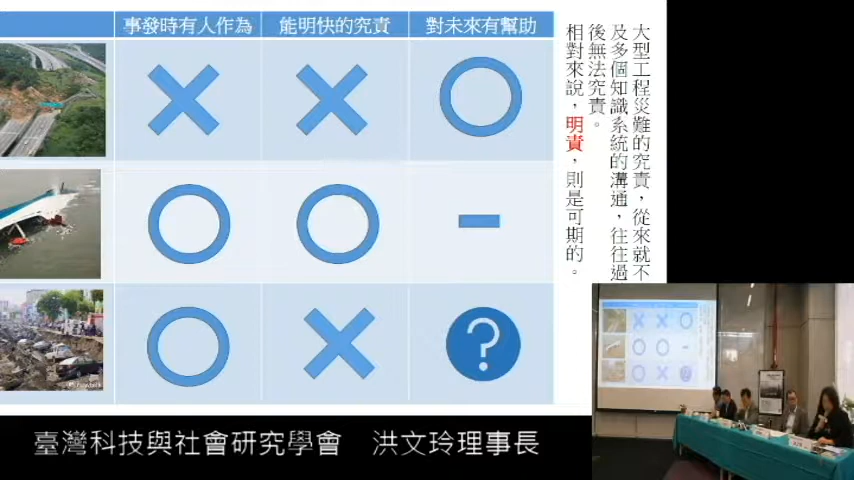 事發時有人作為
能明快的究責
對未來有幫助
大型工程災難的究責，從來就不
及多個知識系統的溝通，往往過
後無法究責。
相對來說，明責，則是可期的。
臺灣科技與社會研究學會 洪文玲理事長